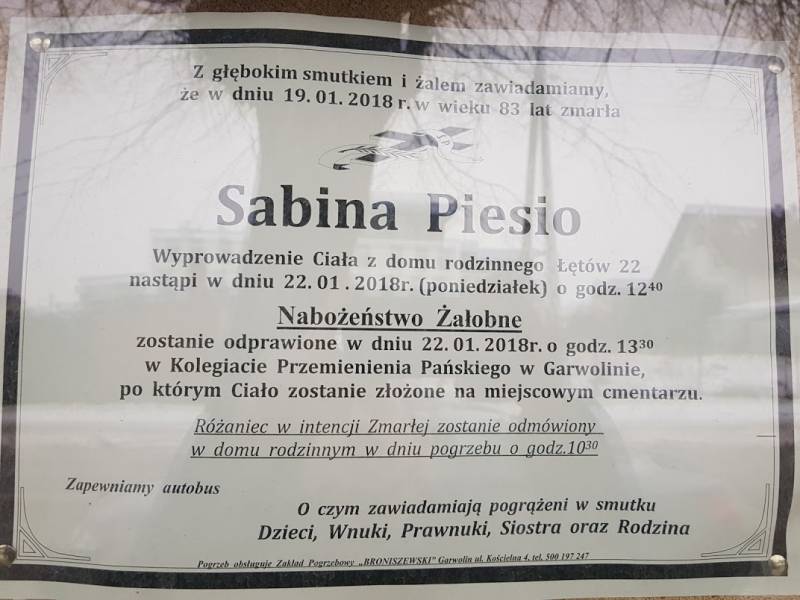 Z głębokim smutkiem i żalem zawiadamiamy,
że w dniu 19.01.2018 r. w wieku 83 lat zmarła
Ś P
Sabina Piesio
Wyprowadzenie Ciała z domu rodzinnego Łętów 22
nastąpi w dniu 22.01.2018r. (poniedziałek) o godz. 12⁴⁰
Nabożeństwo Żałobne
zostanie odprawione w dniu 22.01.2018r. o godz. 13³⁰
w Kolegiacie Przemienienia Pańskiego w Garwolinie,
po którym Ciało zostanie złożone na miejscowym cmentarzu.
Różaniec w intencji Zmarłej zostanie odmówiony
w domu rodzinnym w dniu pogrzebu o godz.10³⁰
Zapewniamy autobus
O czym zawiadamiają pogrążeni w smutku
Dzieci, Wnuki, Prawnuki, Siostra oraz Rodzina
Pogrzeb obsługuje Zakład Pogrzebowy „BRONISZEWSKI" Garwolin ul. Kościelna 4, tel. 500 197 247